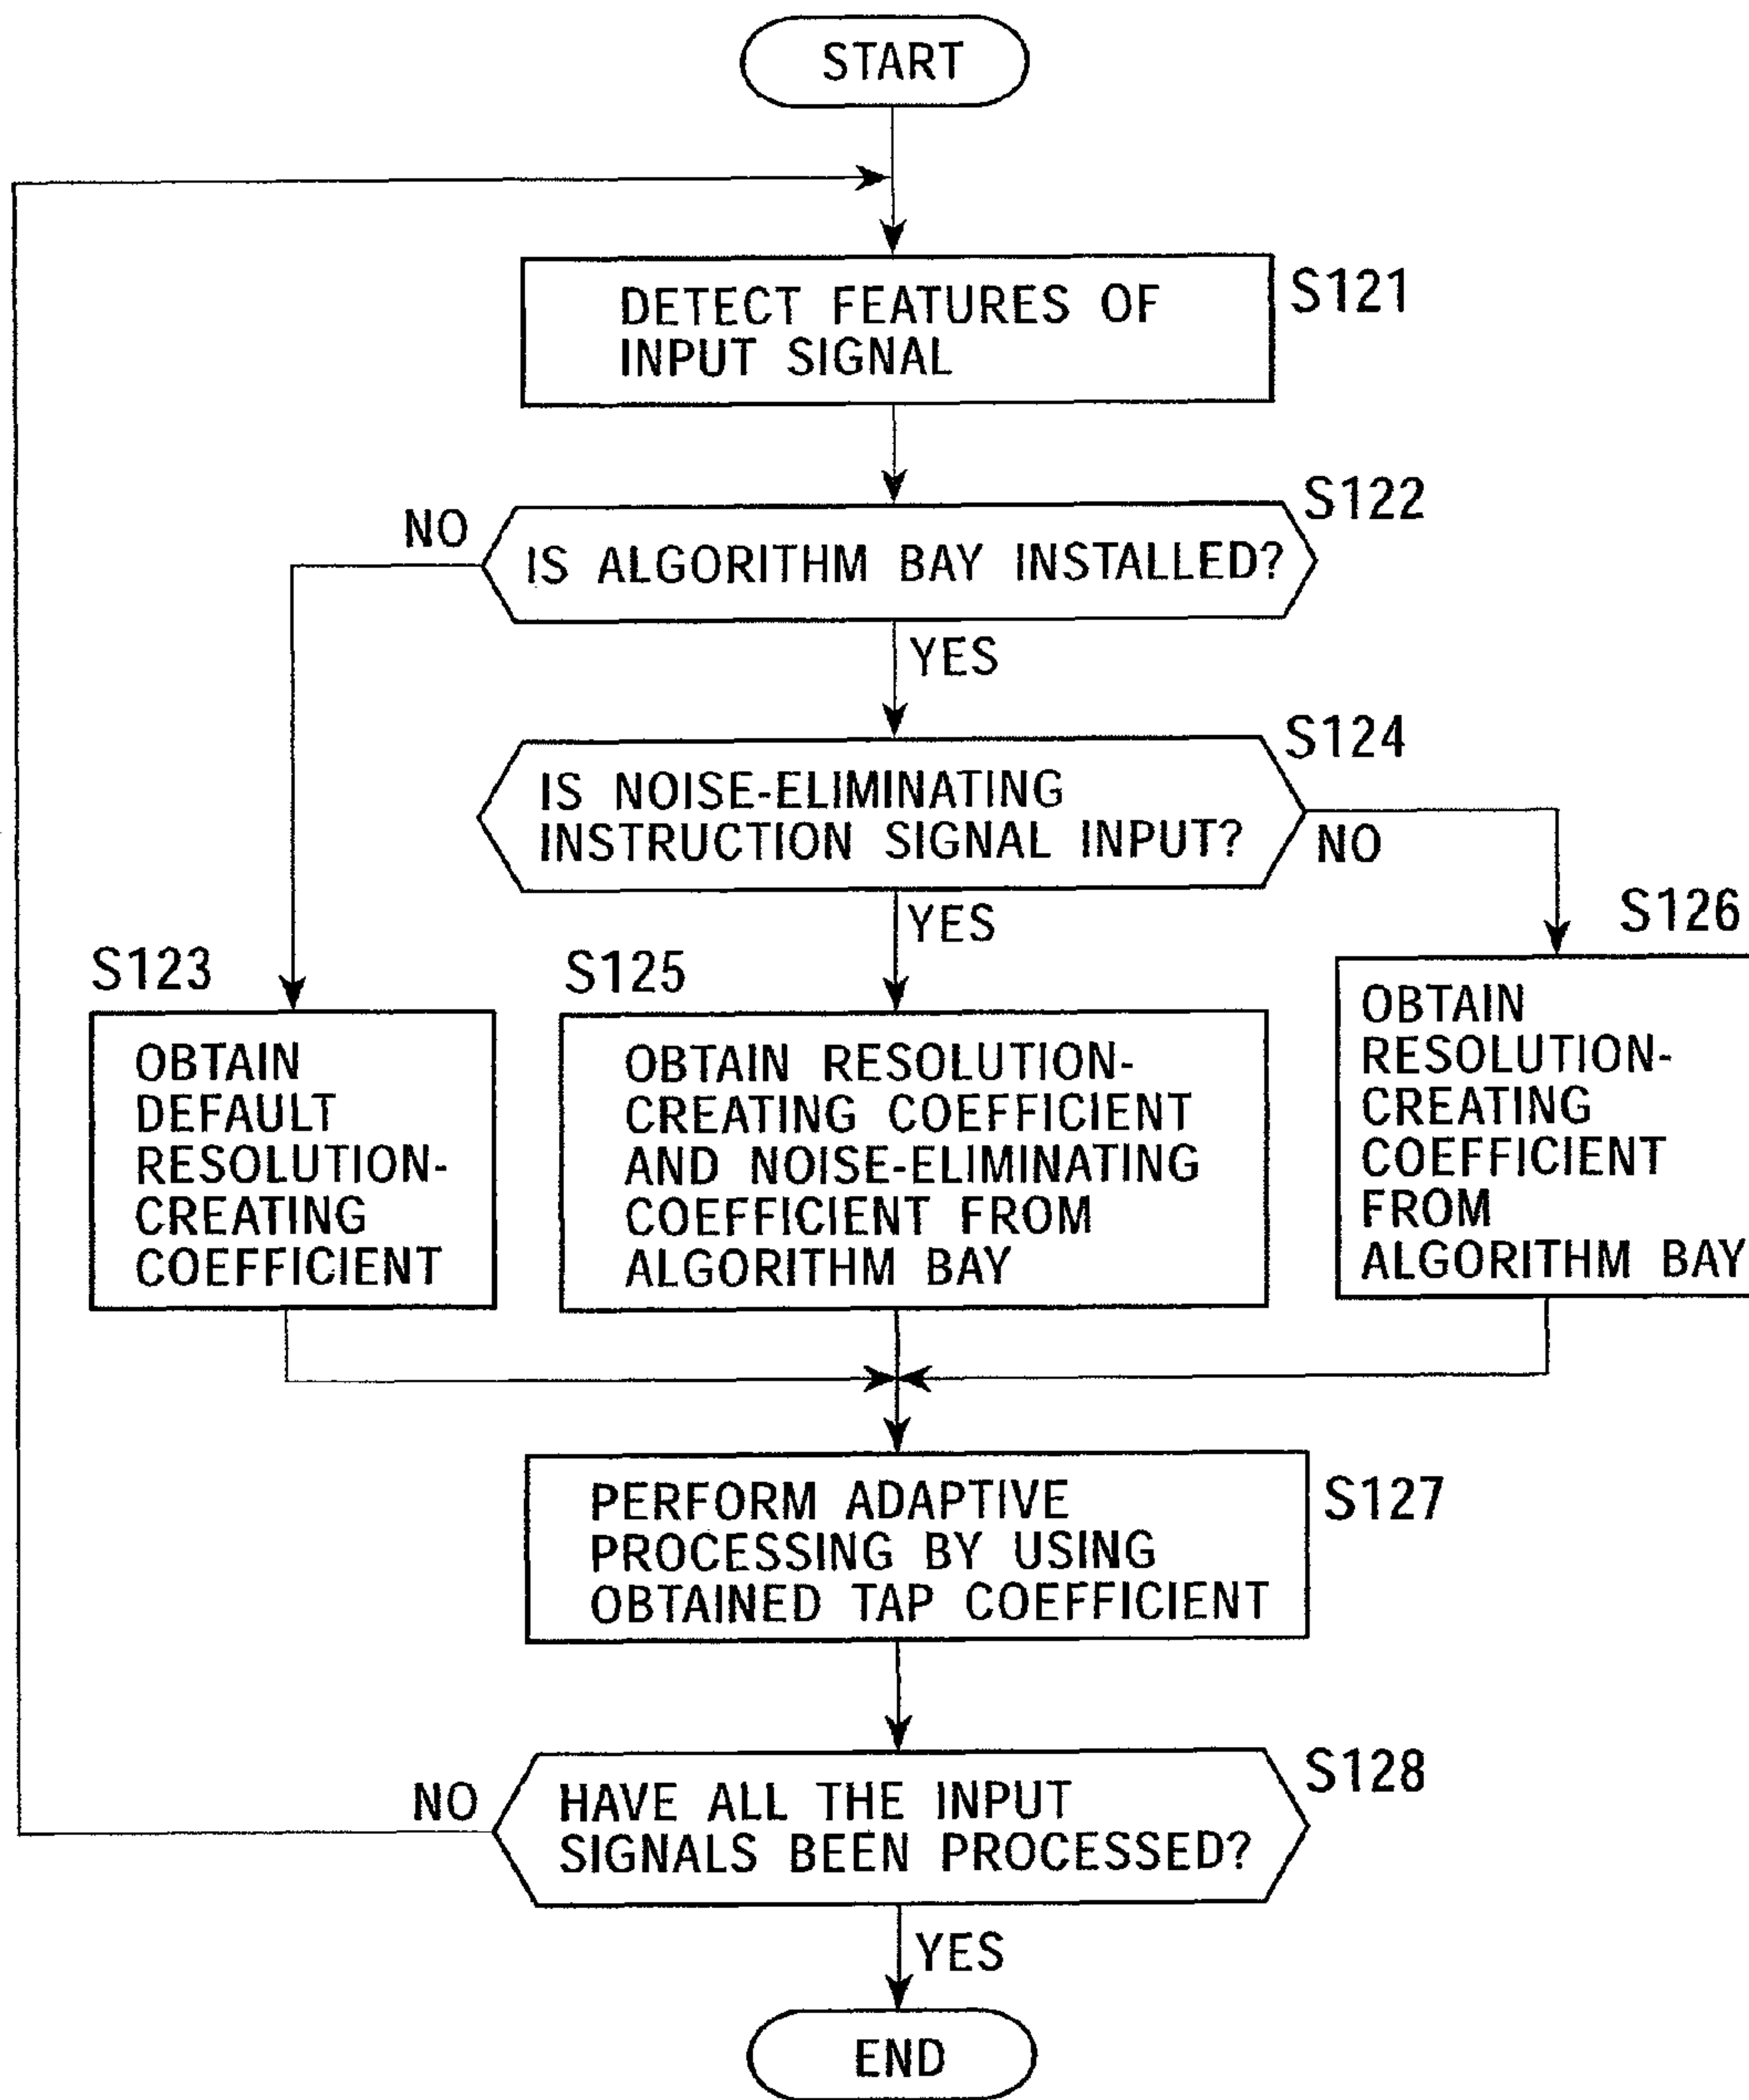 START
DETECT FEATURES OF
INPUT SIGNAL
S121
S122
NO
IS ALGORITHM BAY INSTALLED?
YES
S124
IS NOISE-ELIMINATING
INSTRUCTION SIGNAL INPUT?
NO
YES
S123
OBTAIN
DEFAULT
RESOLUTION-
CREATING
COEFFICIENT
S125
OBTAIN RESOLUTION-
CREATING COEFFICIENT
AND NOISE-ELIMINATING
COEFFICIENT FROM
ALGORITHM BAY
S126
OBTAIN
RESOLUTION-
CREATING
COEFFICIENT
FROM
ALGORITHM BAY
PERFORM ADAPTIVE
PROCESSING BY USING
OBTAINED TAP COEFFICIENT
S127
S128
NO
HAVE ALL THE INPUT
SIGNALS BEEN PROCESSED?
YES
END